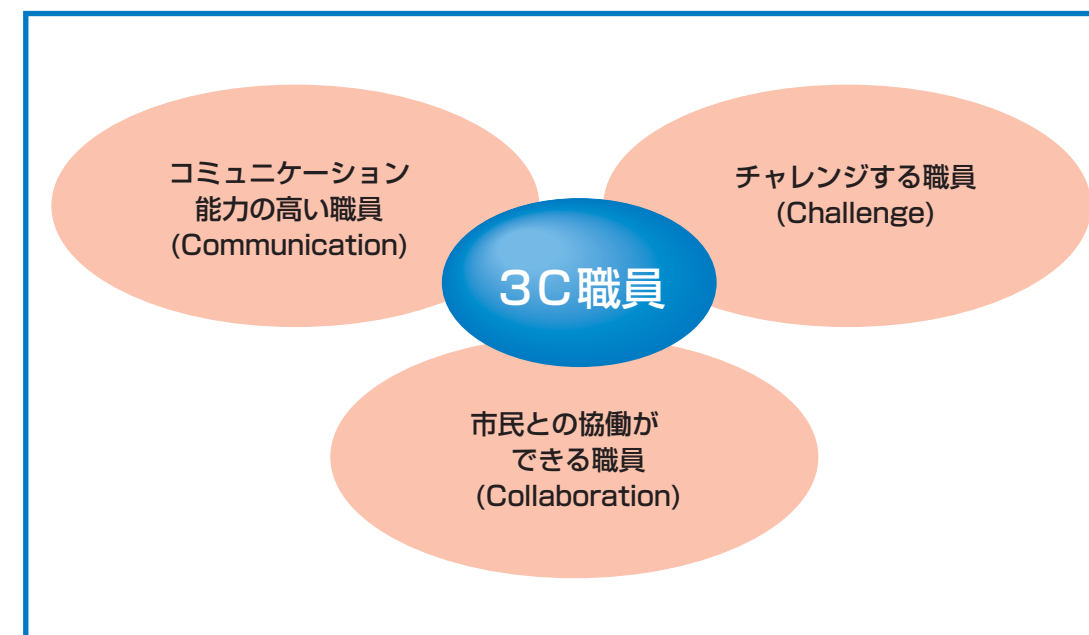 コミュニケーション
能力の高い職員
(Communication)
チャレンジする職員
(Challenge)
3C職員
市民との協働が
できる職員
(Collaboration)